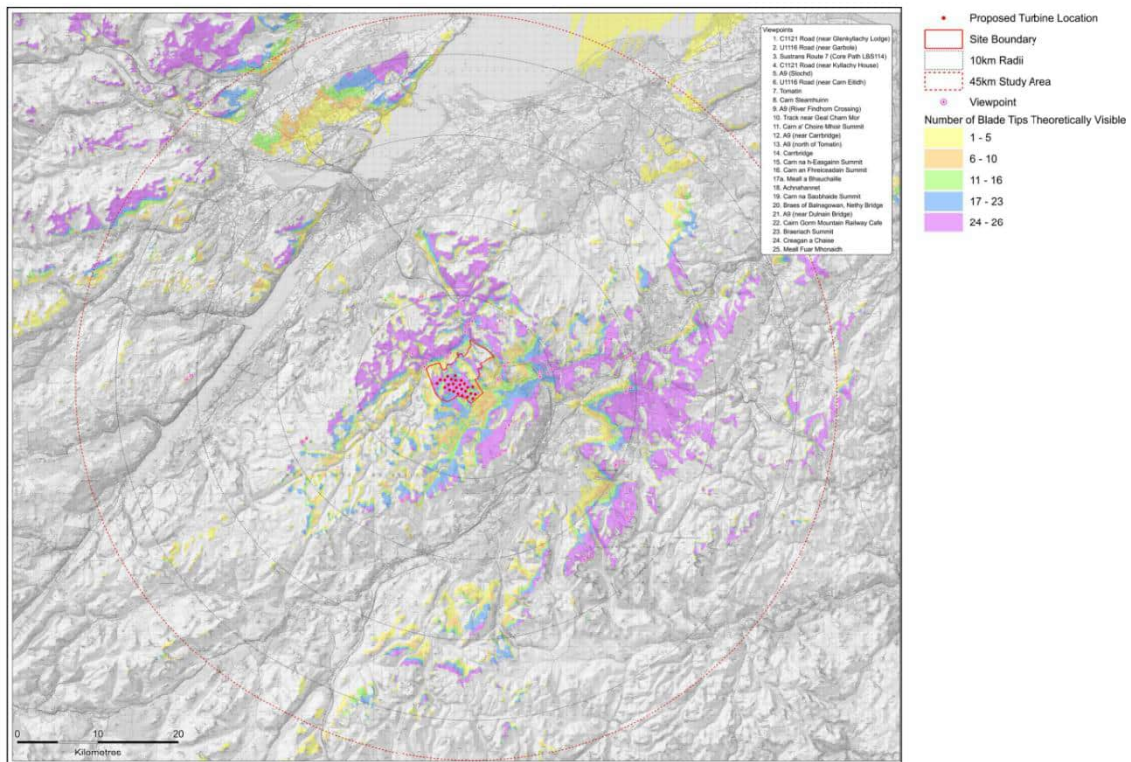 Viewpoints
1. C1121 Road (near Glenkyllachy Lodge)
2. U1116 Road (near Garbole)
3. Sustrans Route 7 (Core Path LBS114)
4. C1121 Road (near Kyllachy House)
5. A9 (Slochd)
6. U1116 Road (near Carn Eilidh)
7. Tomatin
8. Carn Sleamhuinn
9. A9 (River Findhorn Crossing)
10. Track near Geal Charn Mor
11. Carn a' Choire Mhoir Summit
12. A9 (near Carrbridge)
13. A9 (north of Tomatin)
14. Carrbridge
15. Carn na h-Easgainn Summit
16. Carn an Fhreiceadain Summit
17a. Meall a Bhauchaille
18. Achnahannet
19. Carn na Saobhaide Summit
20. Braes of Balnagowan, Nethy Bridge
21. A9 (near Dulnain Bridge)
22. Cairn Gorm Mountain Railway Cafe
23. Braeriach Summit
24. Creagan a Chaise
25. Meall Fuar Mhonaidh
Proposed Turbine Location
Site Boundary
10km Radii
45km Study Area
Viewpoint
Number of Blade Tips Theoretically Visible
1 - 5
6 - 10
11 - 16
17 - 23
24 - 26
0 10 20
Kilometres